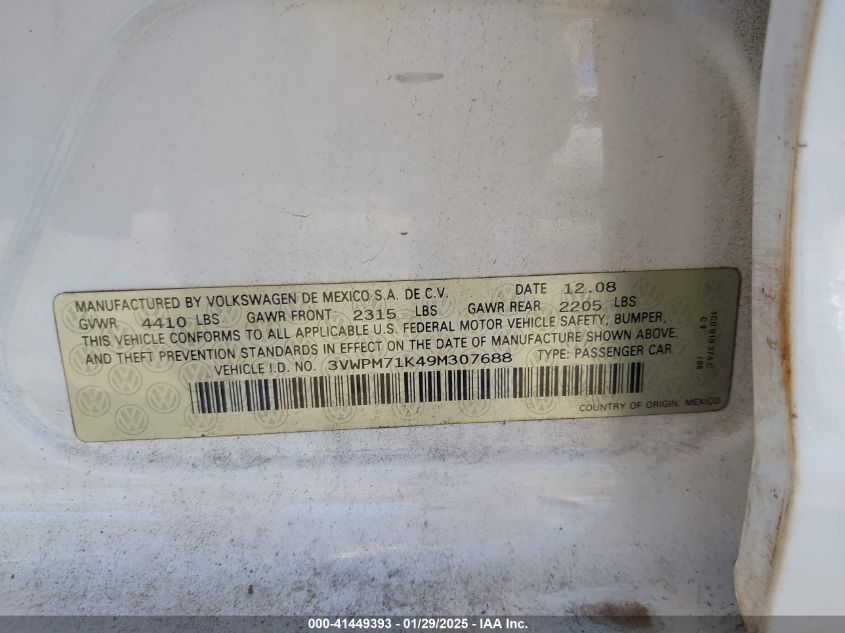 MANUFACTURED BY VOLKSWAGEN DE MEXICO S.A. DE C.V. DATE 12.08
GVWR 4410 LBS GAWR FRONT 2315 LBS GAWR REAR 2205 LBS
THIS VEHICLE CONFORMS TO ALL APPLICABLE U.S. FEDERAL MOTOR VEHICLE SAFETY, BUMPER,
AND THEFT PREVENTION STANDARDS IN EFFECT ON THE DATE OF MANUFACTURE SHOWN ABOVE
VEHICLE I.D. NO. 3VWPM71K49M307688 TYPE: PASSENGER CAR
COUNTRY OF ORIGIN: MEXICO
000-41449393 - 01/29/2025 - IAAI Inc.